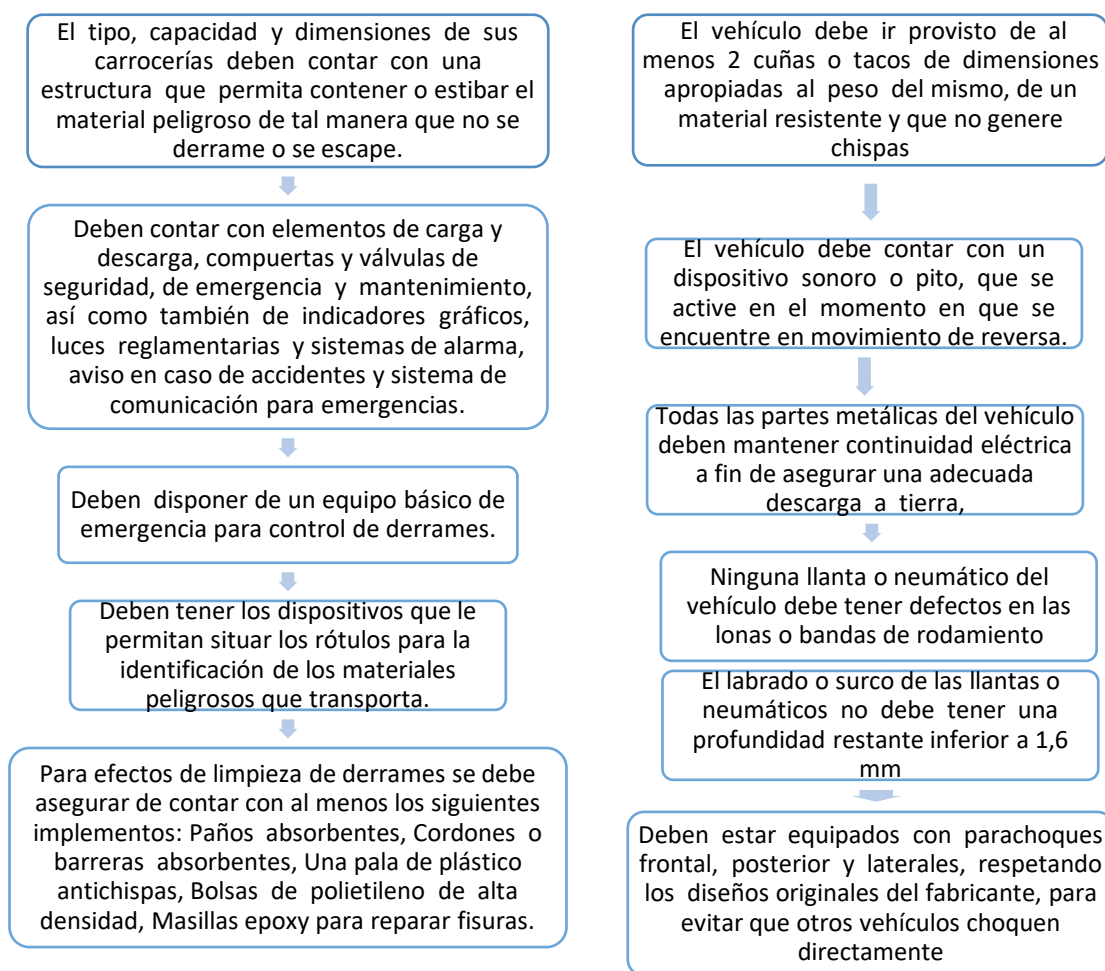 El tipo, capacidad y dimensiones de sus
carrocerías deben contar con una
estructura que permita contener o estibar el
material peligroso de tal manera que no se
derrame o se escape.
Deben contar con elementos de carga y
descarga, compuertas y válvulas de
seguridad, de emergencia y mantenimiento,
así como también de indicadores gráficos,
luces reglamentarias y sistemas de alarma,
aviso en caso de accidentes y sistema de
comunicación para emergencias.
Deben disponer de un equipo básico de
emergencia para control de derrames.
Deben tener los dispositivos que le
permitan situar los rótulos para la
identificación de los materiales
peligrosos que transporta.
Para efectos de limpieza de derrames se debe
asegurar de contar con al menos los siguientes
implementos: Paños absorbentes, Cordones o
barreras absorbentes, Una pala de plástico
antichispas, Bolsas de polietileno de alta
densidad, Masillas epoxy para reparar fisuras.
El vehículo debe ir provisto de al
menos 2 cuñas o tacos de dimensiones
apropiadas al peso del mismo, de un
material resistente y que no genere
chispas
El vehículo debe contar con un
dispositivo sonoro o pito, que se
active en el momento en que se
encuentre en movimiento de reversa.
Todas las partes metálicas del vehículo
deben mantener continuidad eléctrica
a fin de asegurar una adecuada
descarga a tierra,
Ninguna llanta o neumático del
vehículo debe tener defectos en las
lonas o bandas de rodamiento
El labrado o surco de las llantas o
neumáticos no debe tener una
profundidad restante inferior a 1,6
mm
Deben estar equipados con parachoques
frontal, posterior y laterales, respetando
los diseños originales del fabricante, para
evitar que otros vehículos choquen
directamente